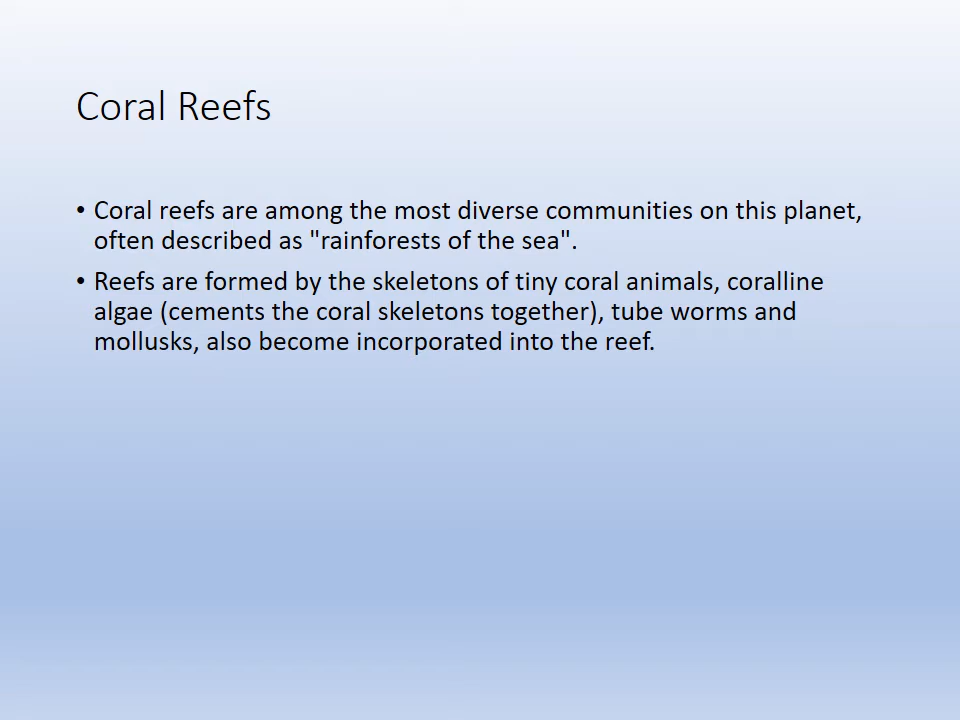 Coral Reefs
• Coral reefs are among the most diverse communities on this planet,
often described as "rainforests of the sea".
• Reefs are formed by the skeletons of tiny coral animals, coralline
algae (cements the coral skeletons together), tube worms and
mollusks, also become incorporated into the reef.